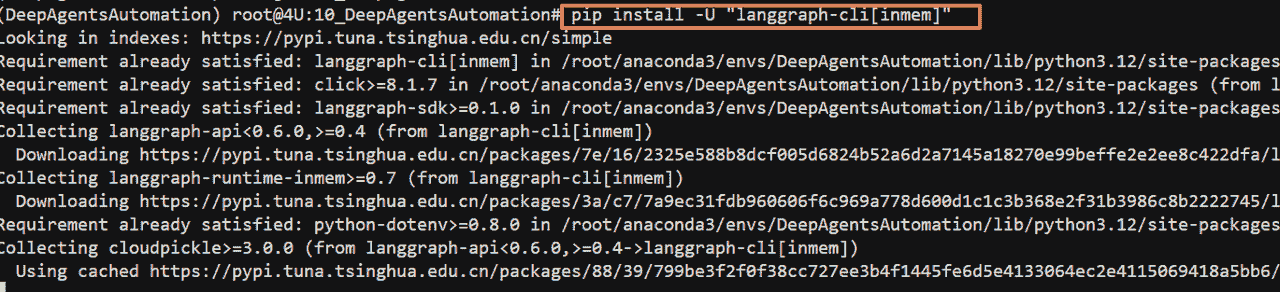 (DeepAgentsAutomation) root@4U:10_DeepAgentsAutomation# pip install -U "langgraph-cli[inmem]"
Looking in indexes: https://pypi.tuna.tsinghua.edu.cn/simple
Requirement already satisfied: langgraph-cli[inmem] in /root/anaconda3/envs/DeepAgentsAutomation/lib/python3.12/site-packages
Requirement already satisfied: click>=8.1.7 in /root/anaconda3/envs/DeepAgentsAutomation/lib/python3.12/site-packages (from l
Requirement already satisfied: langgraph-sdk>=0.1.0 in /root/anaconda3/envs/DeepAgentsAutomation/lib/python3.12/site-packages
Collecting langgraph-api<0.6.0,>=0.4 (from langgraph-cli[inmem])
Downloading https://pypi.tuna.tsinghua.edu.cn/packages/7e/16/2325e588b8dcf005d6824b52a6d2a7145a18270e99beffe2e2ee8c422dfa/l
Collecting langgraph-runtime-inmem>=0.7 (from langgraph-cli[inmem])
Downloading https://pypi.tuna.tsinghua.edu.cn/packages/3a/c7/7a9ec31fdb960606f6c969a778d600d1c1c3b368e2f31b3986c8b2222745/l
Requirement already satisfied: python-dotenv>=0.8.0 in /root/anaconda3/envs/DeepAgentsAutomation/lib/python3.12/site-packages
Collecting cloudpickle>=3.0.0 (from langgraph-api<0.6.0,>=0.4->langgraph-cli[inmem])
Using cached https://pypi.tuna.tsinghua.edu.cn/packages/88/39/799be3f2f0f38cc727ee3b4f1445fe6d5e4133064ec2e4115069418a5bb6/